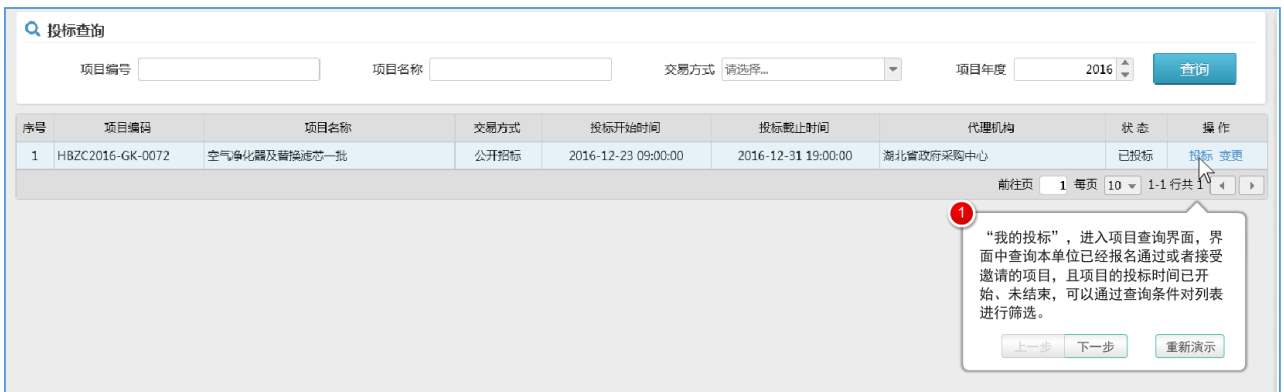 投标查询
项目编号 项目名称 交易方式 请选择... 项目年度 2016 查询
序号 项目编码 项目名称 交易方式 投标开始时间 投标截止时间 代理机构 状态 操作
1 HBZC2016-GK-0072 空气净化器及替换滤芯一批 公开招标 2016-12-23 09:00:00 2016-12-31 19:00:00 湖北省政府采购中心 已投标 投标 变更
前往页 1 每页 10 1-1 行共 1
1
“我的投标”，进入项目查询界面，界
面中查询本单位已经报名通过或者接受
邀请的项目，且项目的投标时间已开
始、未结束，可以通过查询条件对列表
进行筛选。
上一步 下一步 重新演示